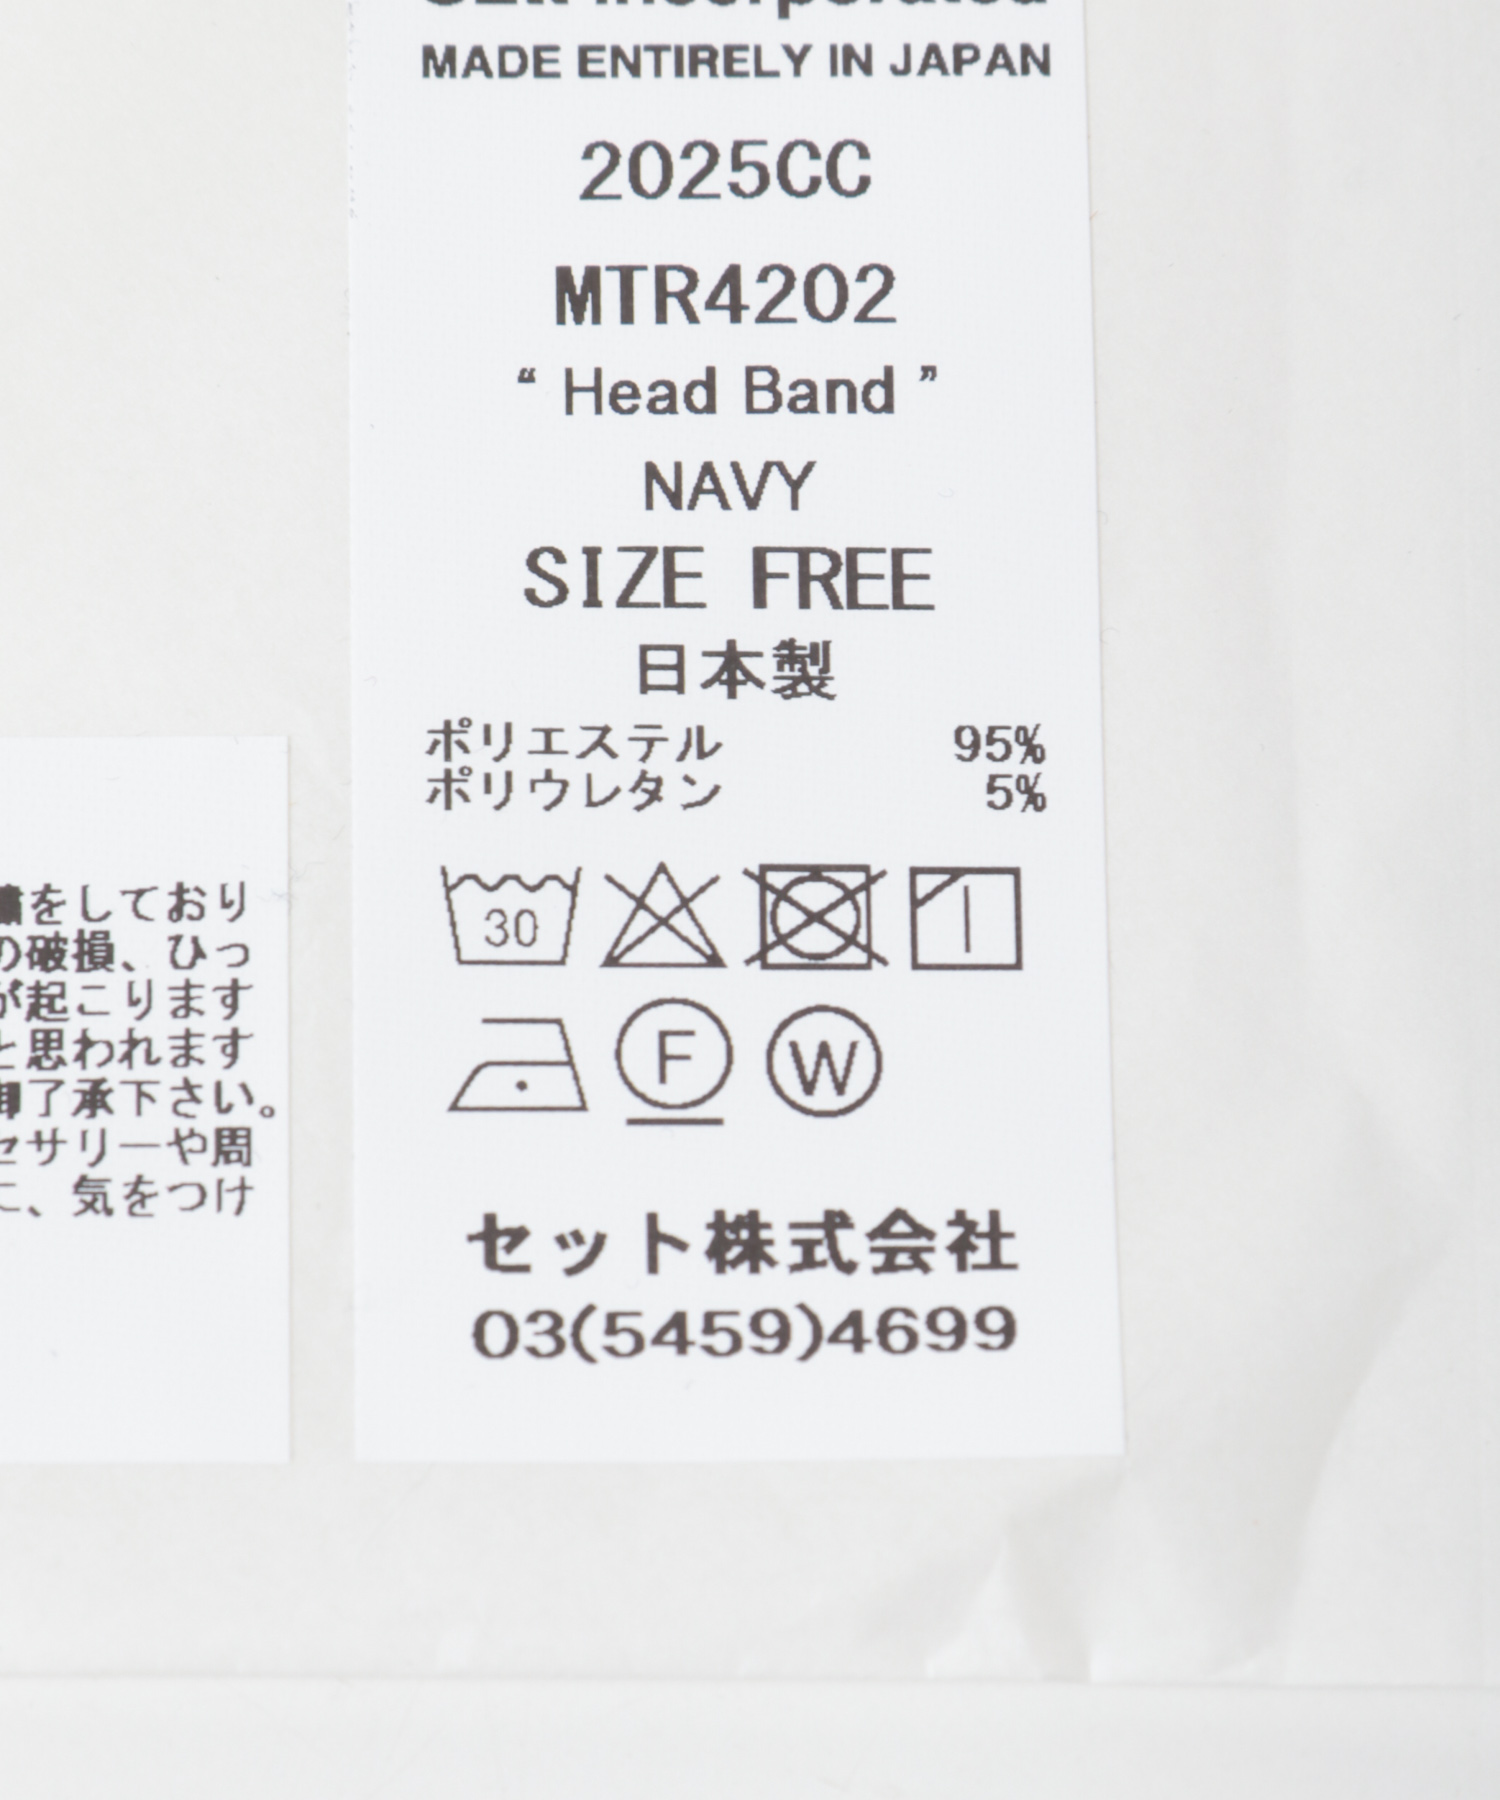 Incorporated
MADE ENTIRELY IN JAPAN
2025CC
MTR4202
“ Head Band ”
NAVY
SIZE FREE
日本製
ポリエステル 95%
ポリウレタン 5%
30
F
W
セット株式会社
03(5459)4699
をしており
の破損、ひっ
が起こります
と思われます
御了承下さい。
セサリーや周
に、気をつけ